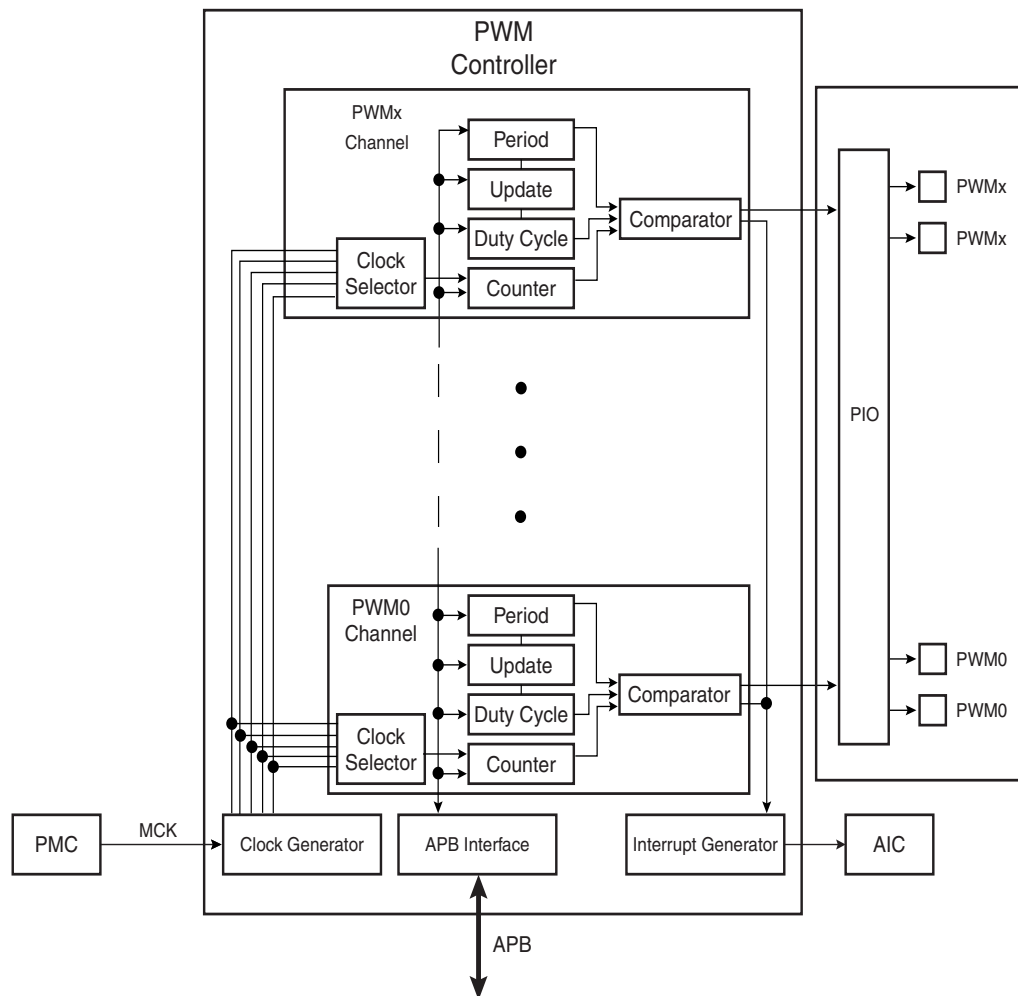 PWM
Controller
PWMx
Channel
Period
Update
Duty Cycle
Counter
Clock
Selector
Comparator
PIO
PWMx
PWMx
PWM0
Channel
Period
Update
Duty Cycle
Counter
Clock
Selector
Comparator
PWM0
PWM0
PMC
MCK
Clock Generator
APB Interface
Interrupt Generator
AIC
APB